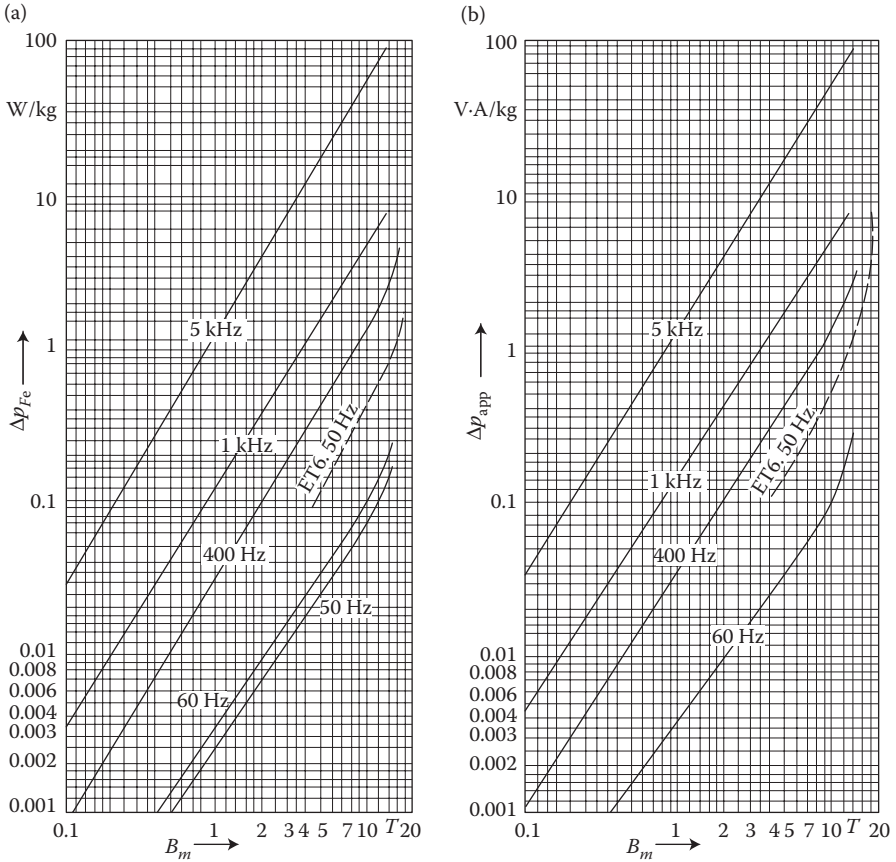 (a)
100
W/kg
10
1
0.1
0.01
0.008
0.006
0.004
0.003
0.002
0.001
Δp_Fe
5 kHz
1 kHz
ET6. 50 Hz
400 Hz
50 Hz
60 Hz
0.1 1 2 3 4 5 7 10 T 20
B_m
(b)
100
V·A/kg
10
1
0.1
0.01
0.008
0.006
0.004
0.003
0.002
0.001
Δp_app
5 kHz
1 kHz
ET6. 50 Hz
400 Hz
60 Hz
0.1 1 2 3 4 5 7 10 T 20
B_m